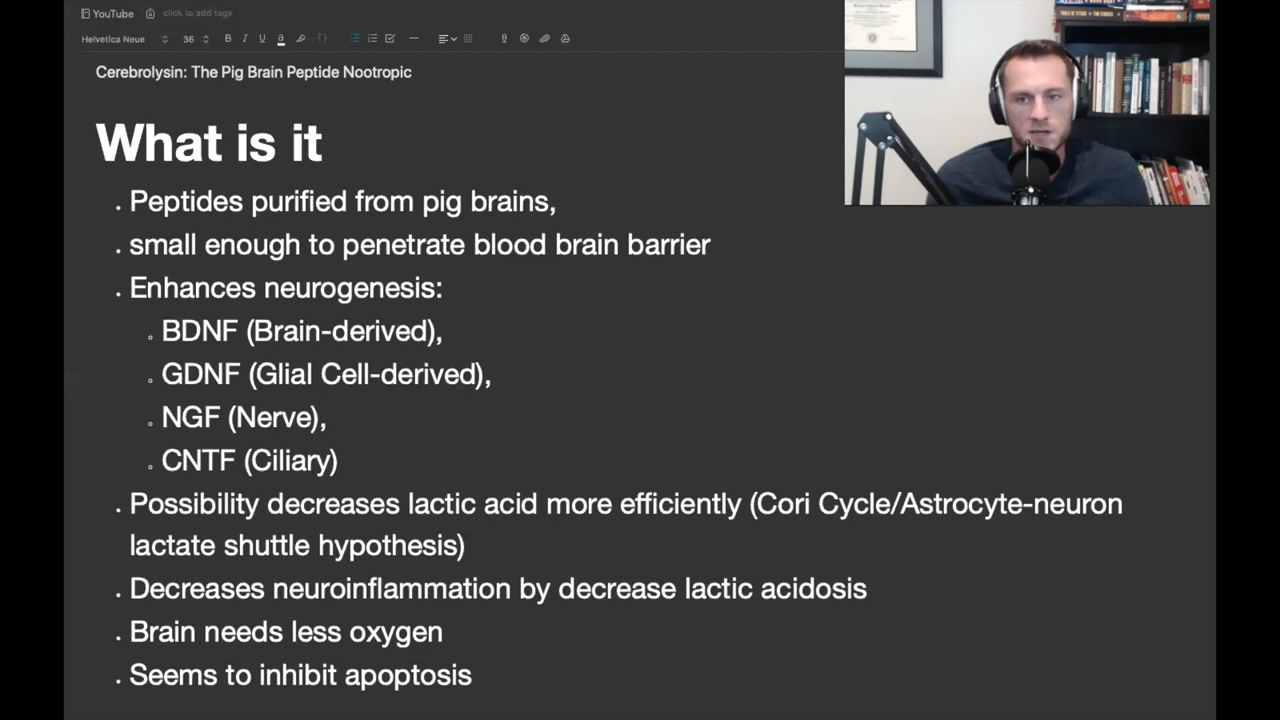 YouTube click to add tags
Helvetica Neue 36 B I U a
Cerebrolysin: The Pig Brain Peptide Nootropic
What is it
Peptides purified from pig brains,
small enough to penetrate blood brain barrier
Enhances neurogenesis:
BDNF (Brain-derived),
GDNF (Glial Cell-derived),
NGF (Nerve),
CNTF (Ciliary)
Possibility decreases lactic acid more efficiently (Cori Cycle/Astrocyte-neuron
lactate shuttle hypothesis)
Decreases neuroinflammation by decrease lactic acidosis
Brain needs less oxygen
Seems to inhibit apoptosis